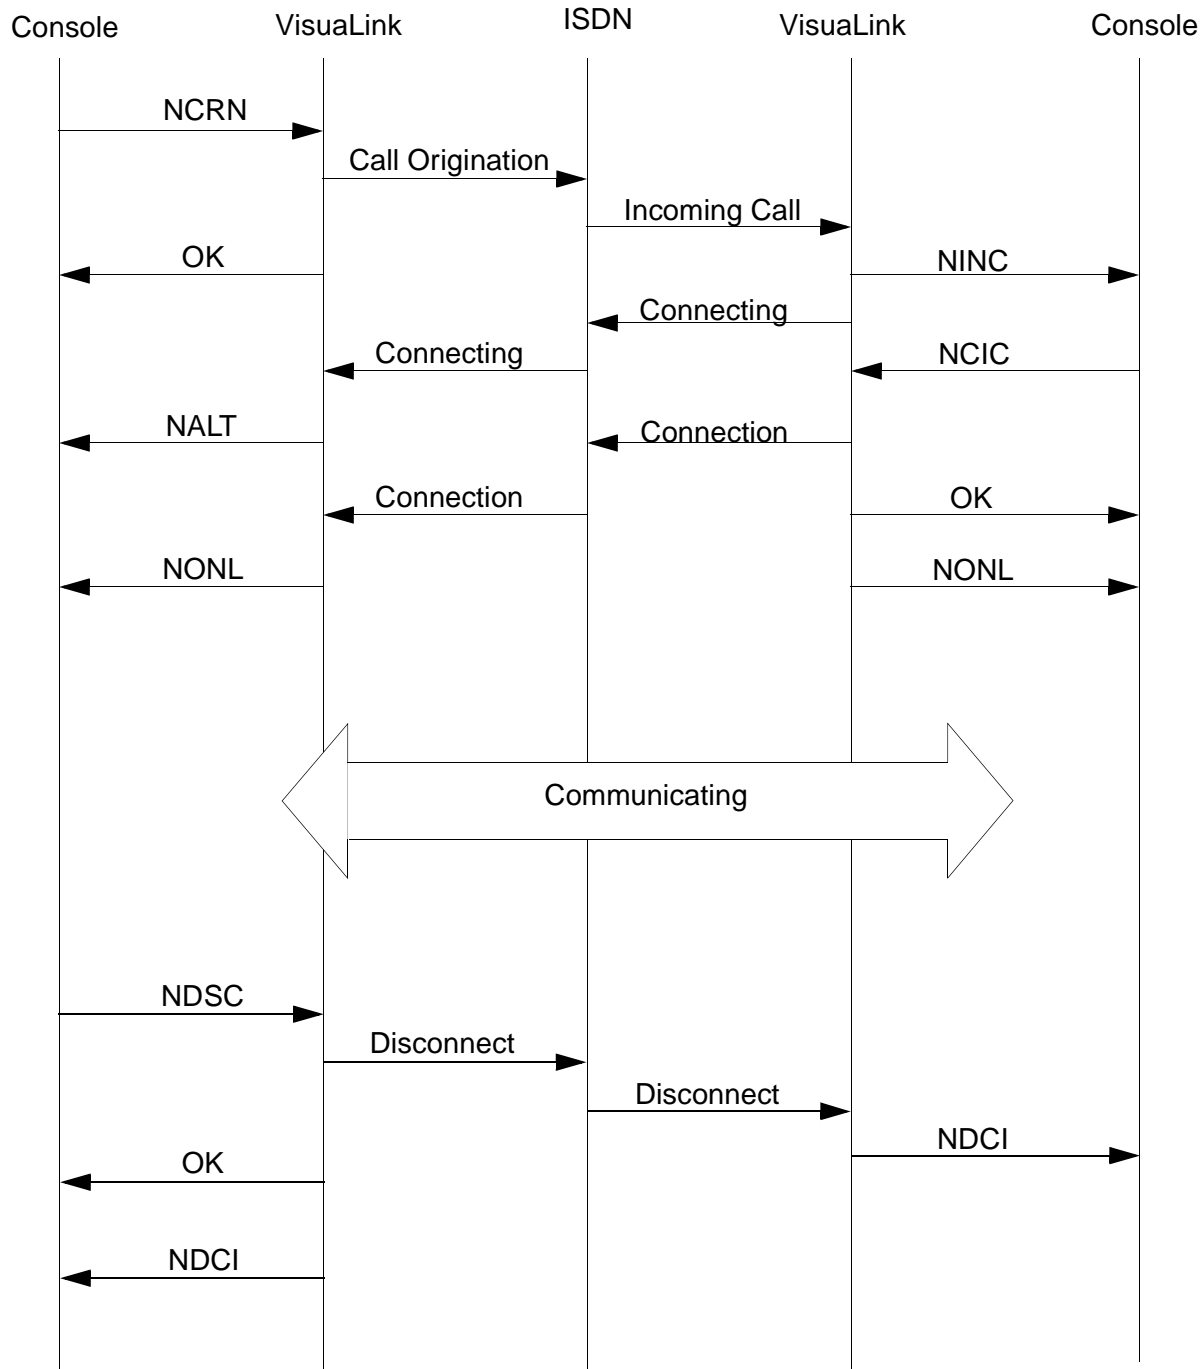 Console VisuaLink ISDN VisuaLink Console
NCRN
Call Origination
Incoming Call
OK NINC
Connecting
Connecting NCIC
NALT Connection
Connection OK
NONL NONL
Communicating
NDSC
Disconnect
Disconnect
NDCI
OK
NDCI